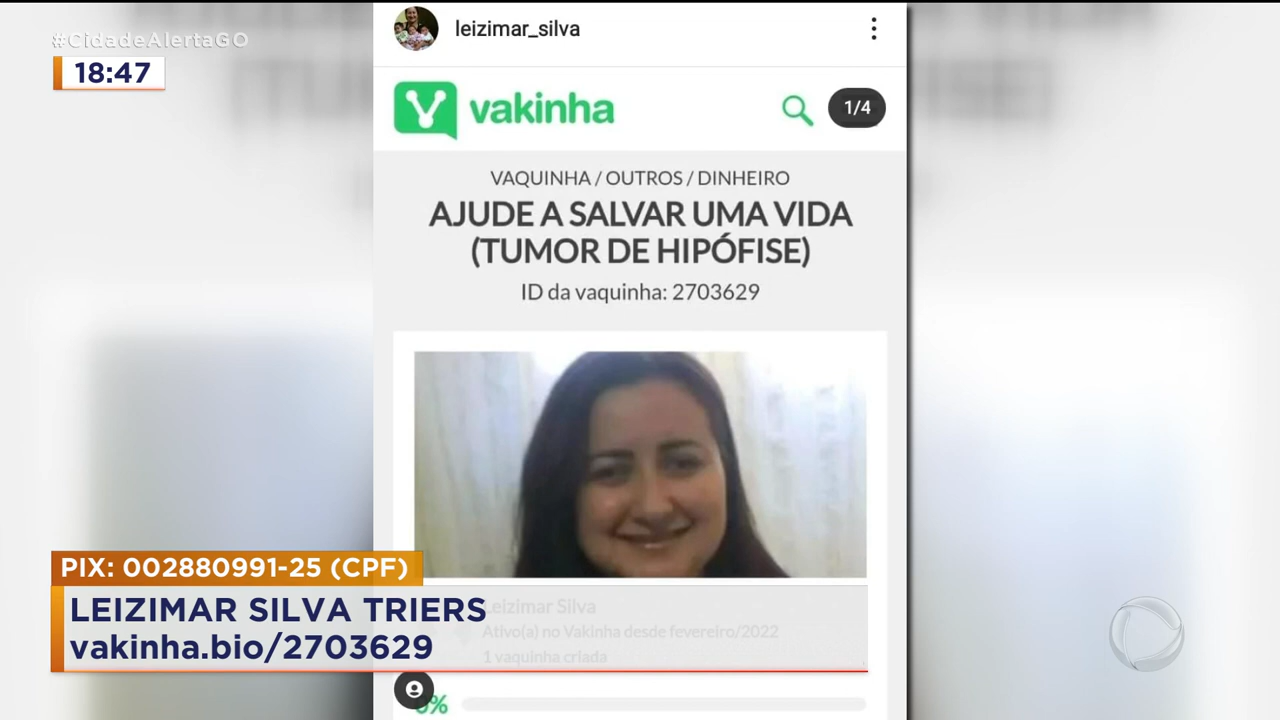 #CidadeAlertaGO
18:47
leizimar_silva
vakinha
1/4
VAQUINHA / OUTROS / DINHEIRO
AJUDE A SALVAR UMA VIDA
(TUMOR DE HIPÓFISE)
ID da vaquinha: 2703629
PIX: 002880991-25 (CPF)
LEIZIMAR SILVA TRIERS
vakinha.bio/2703629
Leizimar Silva
Ativo(a) no Vakinha desde fevereiro/2022
1 vaquinha criada